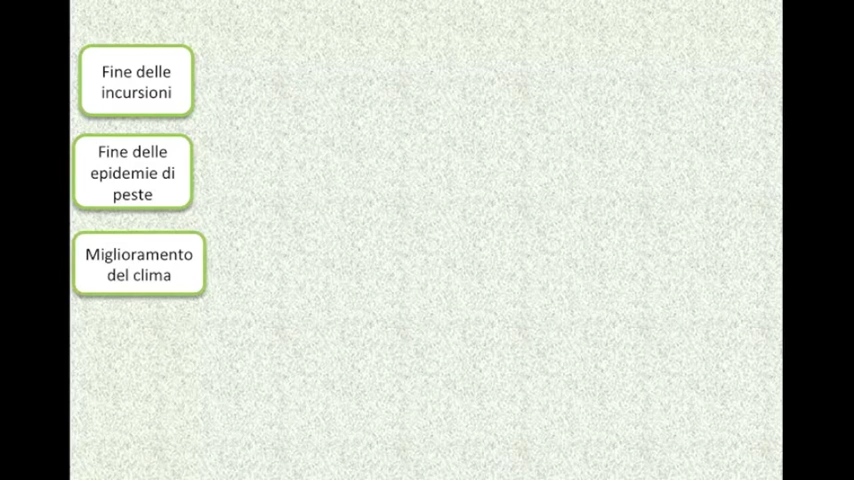 Fine delle
incursioni
Fine delle
epidemie di
peste
Miglioramento
del clima